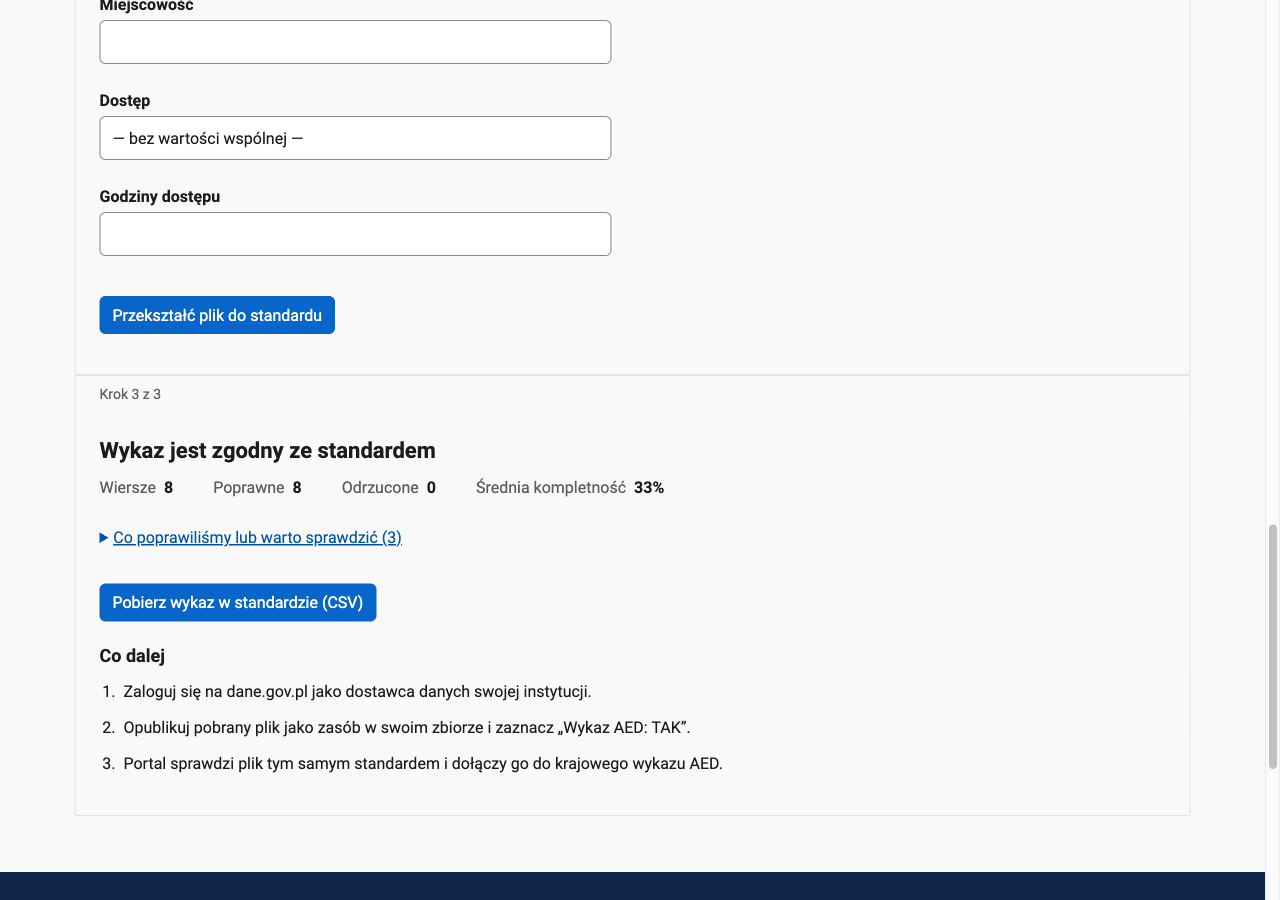 Miejscowość
Dostęp
— bez wartości wspólnej —
Godziny dostępu
Przekształć plik do standardu
Krok 3 z 3
Wykaz jest zgodny ze standardem
Wiersze 8 Poprawne 8 Odrzucone 0 Średnia kompletność 33%
Co poprawiliśmy lub warto sprawdzić (3)
Pobierz wykaz w standardzie (CSV)
Co dalej
1. Zaloguj się na dane.gov.pl jako dostawca danych swojej instytucji.
2. Opublikuj pobrany plik jako zasób w swoim zbiorze i zaznacz „Wykaz AED: TAK”.
3. Portal sprawdzi plik tym samym standardem i dołączy go do krajowego wykazu AED.